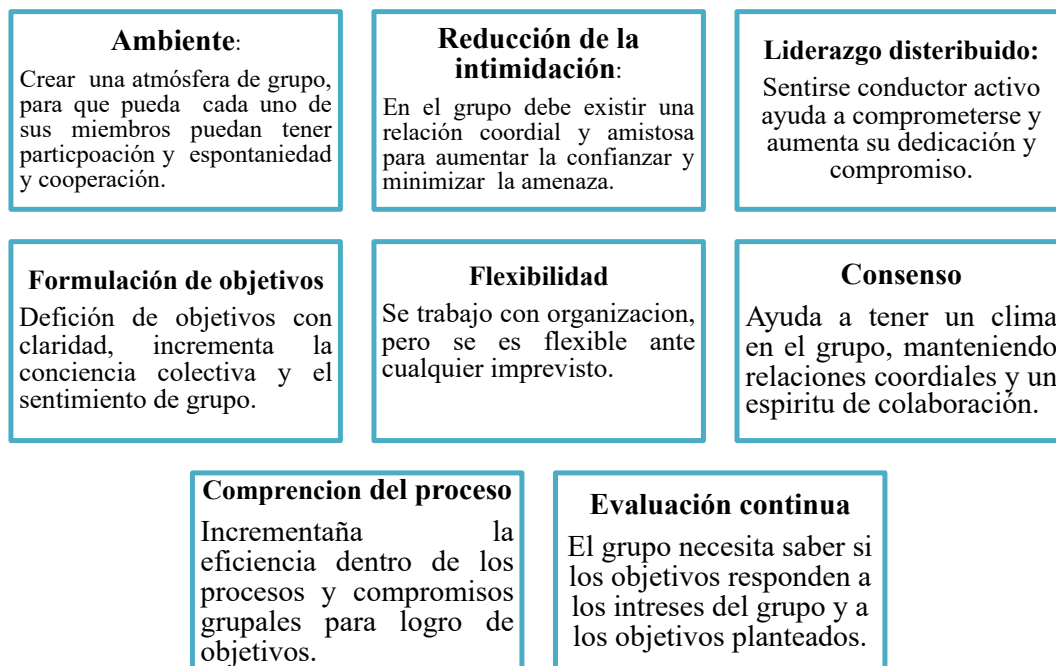 Ambiente:
Crear una atmósfera de grupo,
para que pueda cada uno de
sus miembros puedan tener
particpoación y espontaniedad
y cooperación.
Reducción de la
intimidación:
En el grupo debe existir una
relación coordial y amistosa
para aumentar la confianzar y
minimizar la amenaza.
Liderazgo disteribuido:
Sentirse conductor activo
ayuda a comprometerse y
aumenta su dedicación y
compromiso.
Formulación de objetivos
Defición de objetivos con
claridad, incrementa la
conciencia colectiva y el
sentimiento de grupo.
Flexibilidad
Se trabajo con organizacion,
pero se es flexible ante
cualquier imprevisto.
Consenso
Ayuda a tener un clima
en el grupo, manteniendo
relaciones coordiales y un
espiritu de colaboración.
Comprencion del proceso
Incrementaña la
eficiencia dentro de los
procesos y compromisos
grupales para logro de
objetivos.
Evaluación continua
El grupo necesita saber si
los objetivos responden a
los intreses del grupo y a
los objetivos planteados.